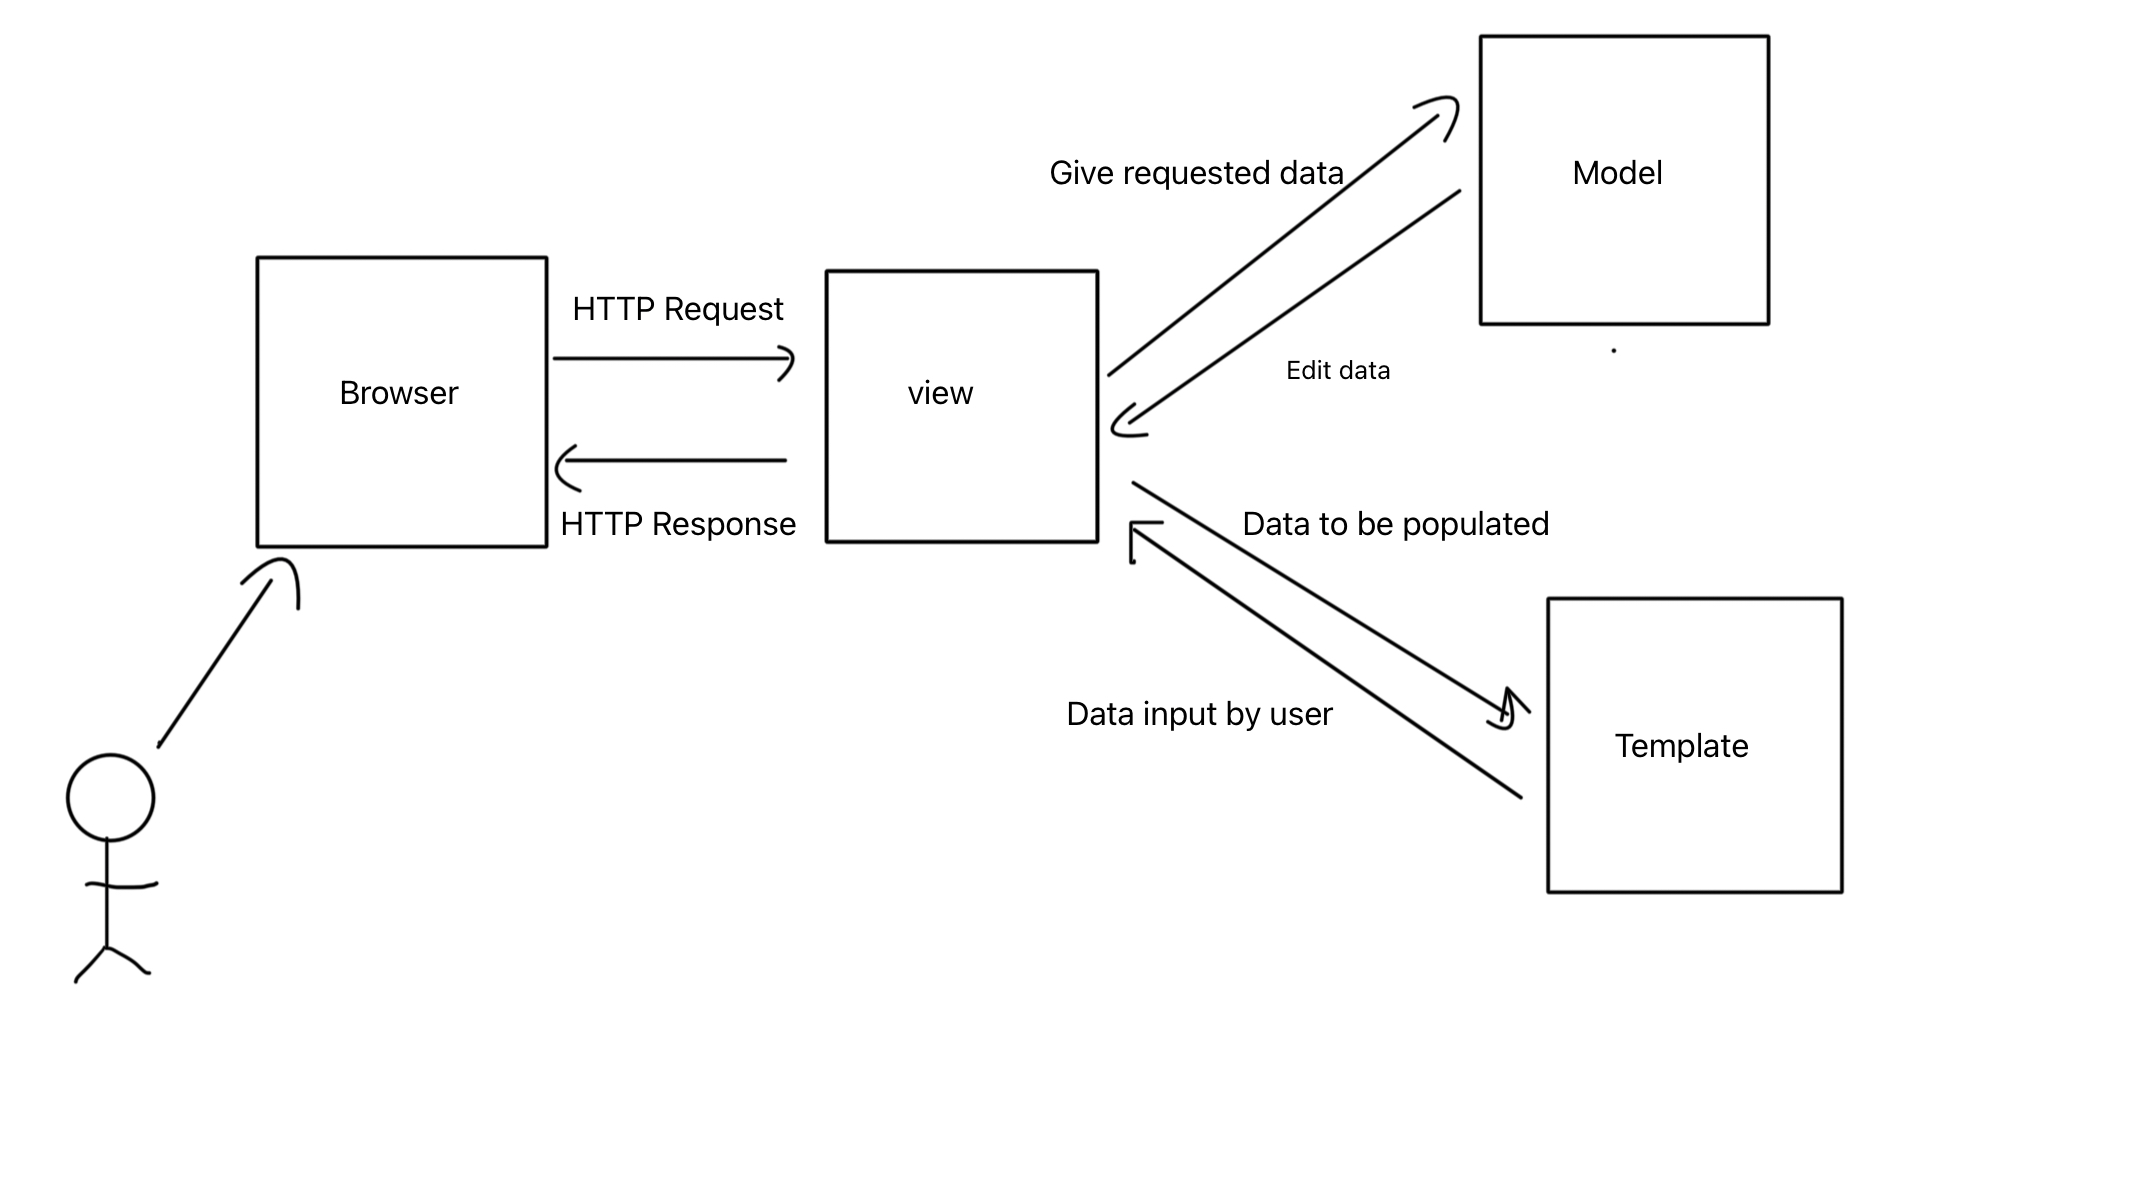 Model
Give requested data
HTTP Request
Edit data
Browser
view
HTTP Response
Data to be populated
Data input by user
Template